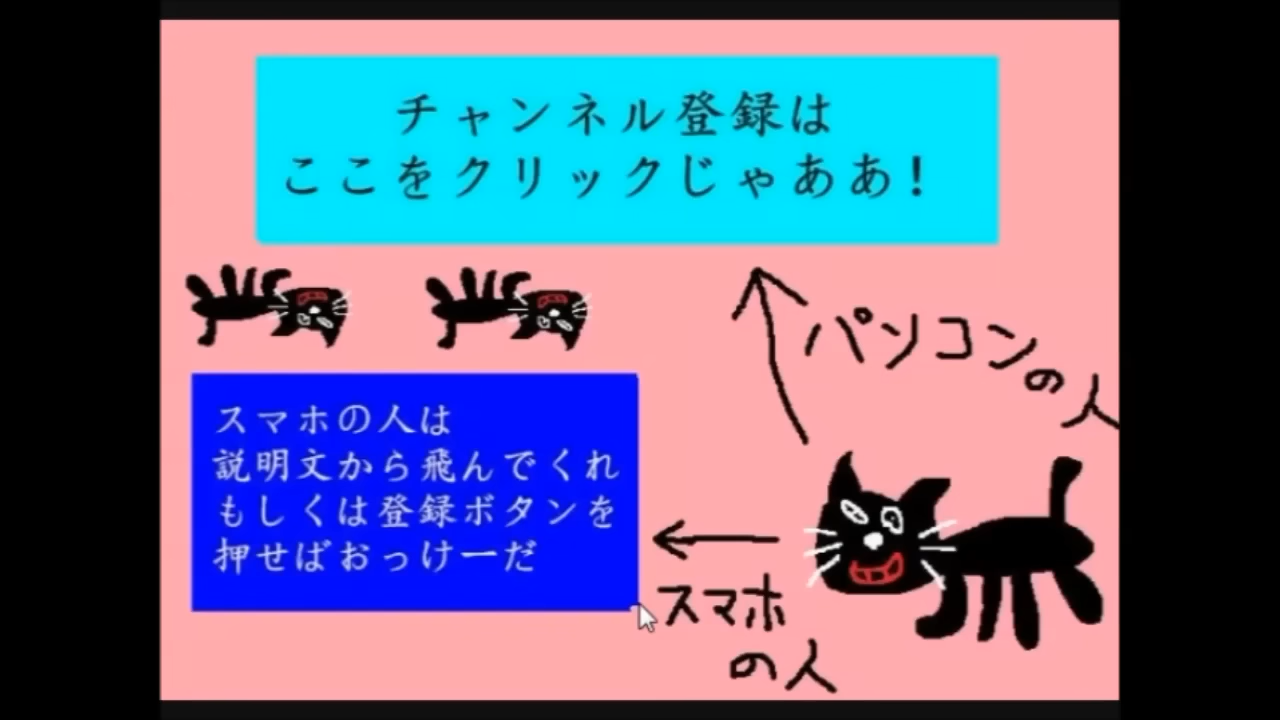 チャンネル登録は
ここをクリックじゃああ！
パソコンの人
スマホの人は
説明文から飛んでくれ
もしくは登録ボタンを
押せばおっけーだ
スマホ
の人